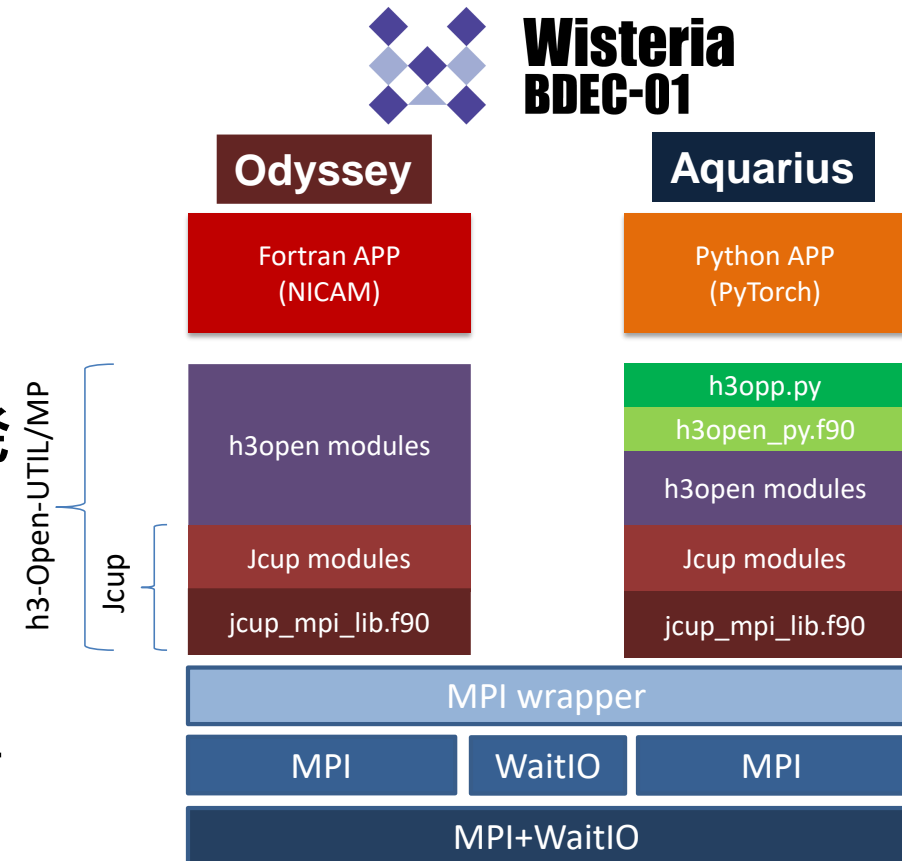 Wisteria
BDEC-01
Odyssey
Aquarius
Fortran APP
(NICAM)
Python APP
(PyTorch)
h3-Open-UTIL/MP
Jcup
h3open modules
Jcup modules
jcup_mpi_lib.f90
h3opp.py
h3open_py.f90
h3open modules
Jcup modules
jcup_mpi_lib.f90
MPI wrapper
MPI
WaitIO
MPI
MPI+WaitIO